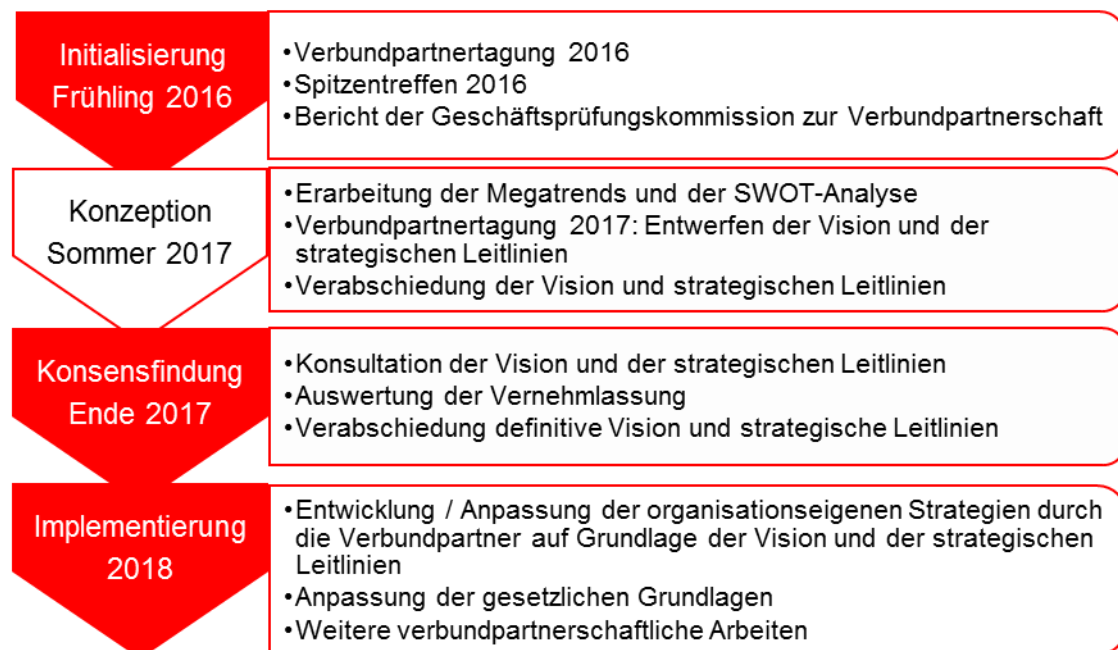 Initialisierung
Frühling 2016
•Verbundpartnertagung 2016
•Spitzentreffen 2016
•Bericht der Geschäftsprüfungskommission zur Verbundpartnerschaft
Konzeption
Sommer 2017
•Erarbeitung der Megatrends und der SWOT-Analyse
•Verbundpartnertagung 2017: Entwerfen der Vision und der
strategischen Leitlinien
•Verabschiedung der Vision und strategischen Leitlinien
Konsensfindung
Ende 2017
•Konsultation der Vision und der strategischen Leitlinien
•Auswertung der Vernehmlassung
•Verabschiedung definitive Vision und strategische Leitlinien
Implementierung
2018
•Entwicklung / Anpassung der organisationseigenen Strategien durch
die Verbundpartner auf Grundlage der Vision und der strategischen
Leitlinien
•Anpassung der gesetzlichen Grundlagen
•Weitere verbundpartnerschaftliche Arbeiten